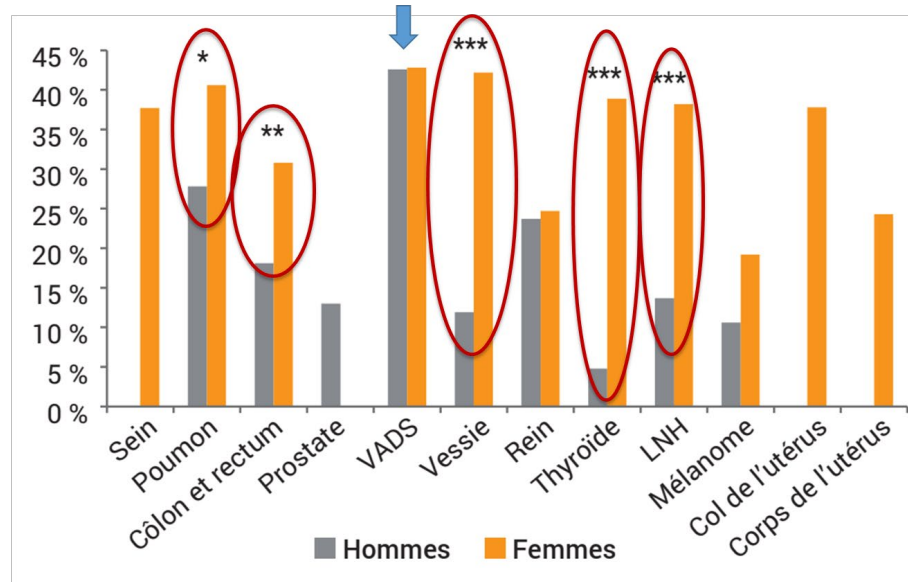 45 %
40 %
35 %
30 %
25 %
20 %
15 %
10 %
5 %
0 %
*
**
***
***
***
Sein
Poumon
Côlon et rectum
Prostate
VADS
Vessie
Rein
Thyroïde
LNH
Mélanome
Col de l'utérus
Corps de l'utérus
Hommes Femmes